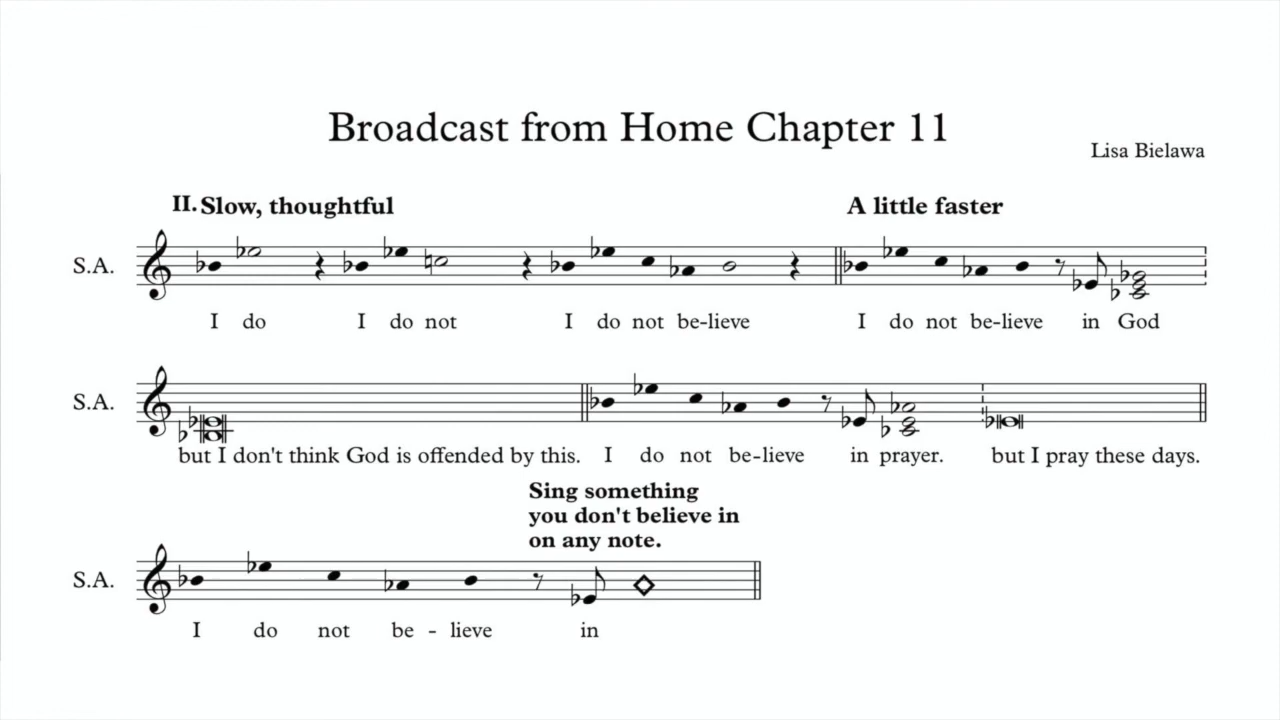 Broadcast from Home Chapter 11
Lisa Bielawa
II. Slow, thoughtful
A little faster
S.A.
I do I do not I do not be-lieve I do not be-lieve in God
S.A.
but I don't think God is offended by this. I do not be-lieve in prayer. but I pray these days.
Sing something
you don't believe in
on any note.
S.A.
I do not be - lieve in